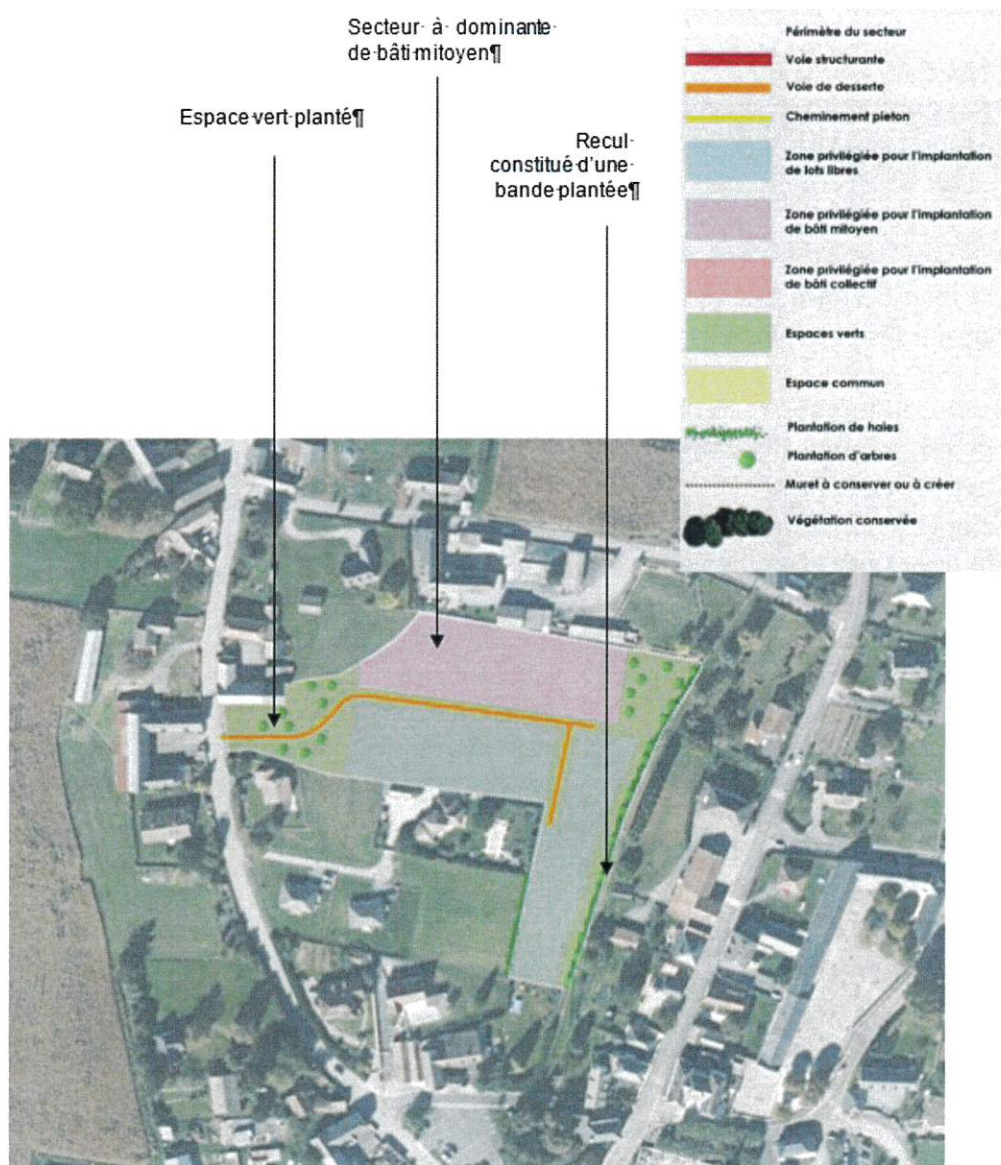 Secteur· à· dominante·
de·bâti·mitoyen¶
Espace·vert·planté¶
Recul·
constitué·d'une·
bande·plantée¶
Périmètre du secteur
Voie structurante
Voie de desserte
Cheminement pieton
Zone privilégiée pour l'implantation
de lots libres
Zone privilégiée pour l'implantation
de bâti mitoyen
Zone privilégiée pour l'implantation
de bâti collectif
Espaces verts
Espace commun
Plantation de haies
Plantation d'arbres
Muret à conserver ou à créer
Végétation conservée